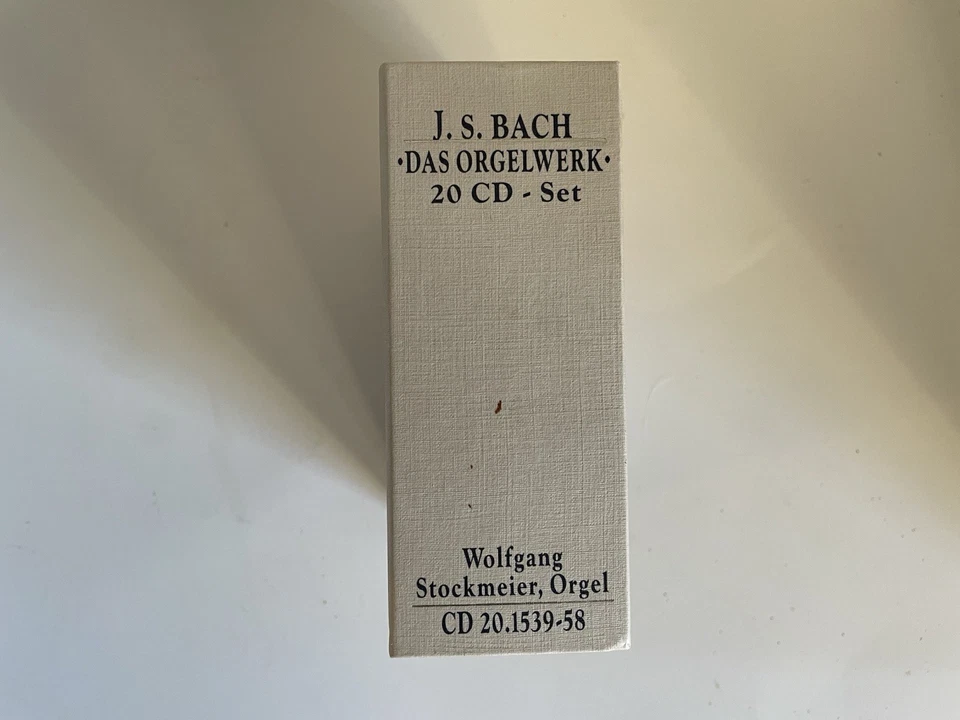 J. S. BACH
·DAS ORGELWERK·
20 CD - Set
Wolfgang
Stockmeier, Orgel
CD 20.1539-58